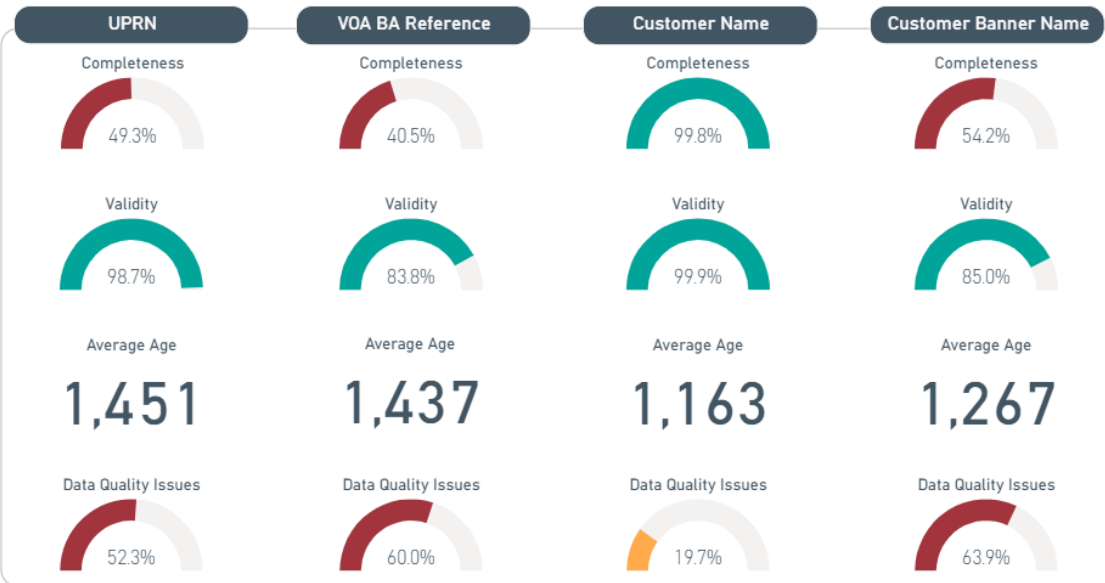 UPRN
VOA BA Reference
Customer Name
Customer Banner Name
Completeness
Completeness
Completeness
Completeness
49.3%
40.5%
99.8%
54.2%
Validity
Validity
Validity
Validity
98.7%
83.8%
99.9%
85.0%
Average Age
Average Age
Average Age
Average Age
1,451
1,437
1,163
1,267
Data Quality Issues
Data Quality Issues
Data Quality Issues
Data Quality Issues
52.3%
60.0%
19.7%
63.9%